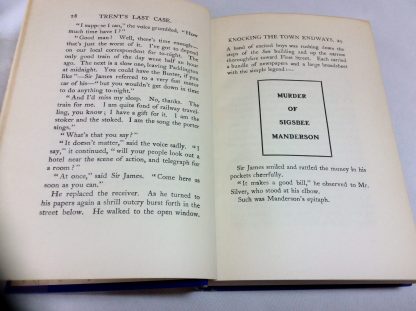 28 TRENT'S LAST CASE.
"I suppose I can," the voice grumbled. "How
much time have I?"
"Good man! Well, there's time enough—
that's just the worst of it. I've got to depend
on our local correspondent for to-night. The
only good train of the day went half an hour
ago. The next is a slow one, leaving Paddington
at midnight. You could have the Buster, if you
like"—Sir James referred to a very fast motor
car of his—"but you wouldn't get down in time
to do anything to-night."
"And I'd miss my sleep. No, thanks. The
train for me. I am quite fond of railway travel-
ling, you know; I have a gift for it. I am the
stoker and the stoked. I am the song the porter
sings."
"What's that you say?"
"It doesn't matter," said the voice sadly. "I
say," it continued, "will your people look out a
hotel near the scene of action, and telegraph for
a room?"
"At once," said Sir James. "Come here as
soon as you can."
He replaced the receiver. As he turned to
his papers again a shrill outcry burst forth in the
street below. He walked to the open window.
KNOCKING THE TOWN ENDWAYS. 29
A band of excited boys was rushing down the
steps of the Sun building and up the narrow
thoroughfare toward Fleet Street. Each carried
a bundle of newspapers and a large broadsheet
with the simple legend:—
MURDER
OF
SIGSBEE
MANDERSON
Sir James smiled and rattled the money in his
pockets cheerfully.
"It makes a good bill," he observed to Mr.
Silver, who stood at his elbow.
Such was Manderson's epitaph.